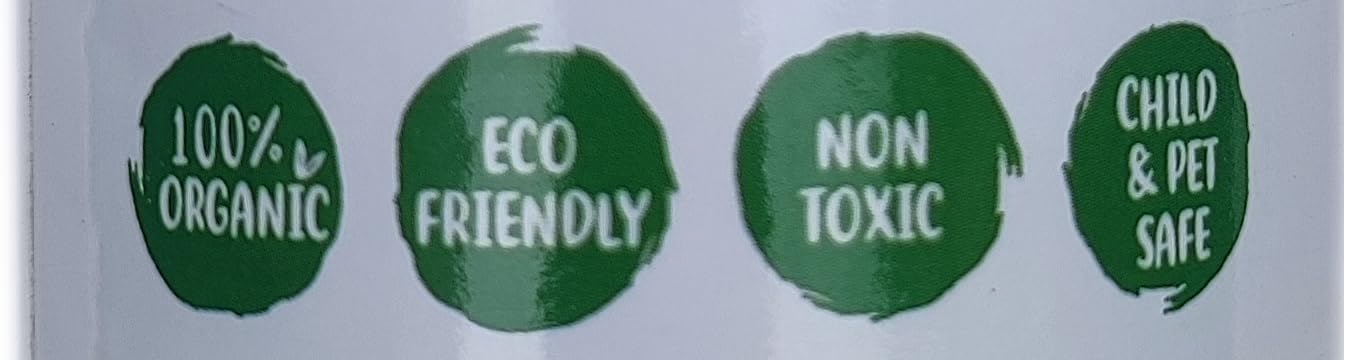 100%
ORGANIC
ECO
FRIENDLY
NON
TOXIC
CHILD
& PET
SAFE